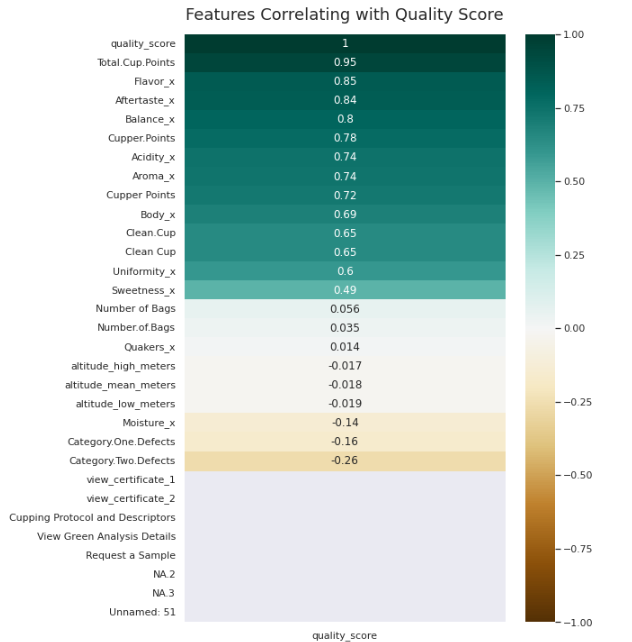 Features Correlating with Quality Score
quality_score 1
Total.Cup.Points 0.95
Flavor_x 0.85
Aftertaste_x 0.84
Balance_x 0.8
Cupper.Points 0.78
Acidity_x 0.74
Aroma_x 0.74
Cupper Points 0.72
Body_x 0.69
Clean.Cup 0.65
Clean Cup 0.65
Uniformity_x 0.6
Sweetness_x 0.49
Number of Bags 0.056
Number.of.Bags 0.035
Quakers_x 0.014
altitude_high_meters -0.017
altitude_mean_meters -0.018
altitude_low_meters -0.019
Moisture_x -0.14
Category.One.Defects -0.16
Category.Two.Defects -0.26
view_certificate_1
view_certificate_2
Cupping Protocol and Descriptors
View Green Analysis Details
Request a Sample
NA.2
NA.3
Unnamed: 51
quality_score
1.00
0.75
0.50
0.25
0.00
−0.25
−0.50
−0.75
−1.00